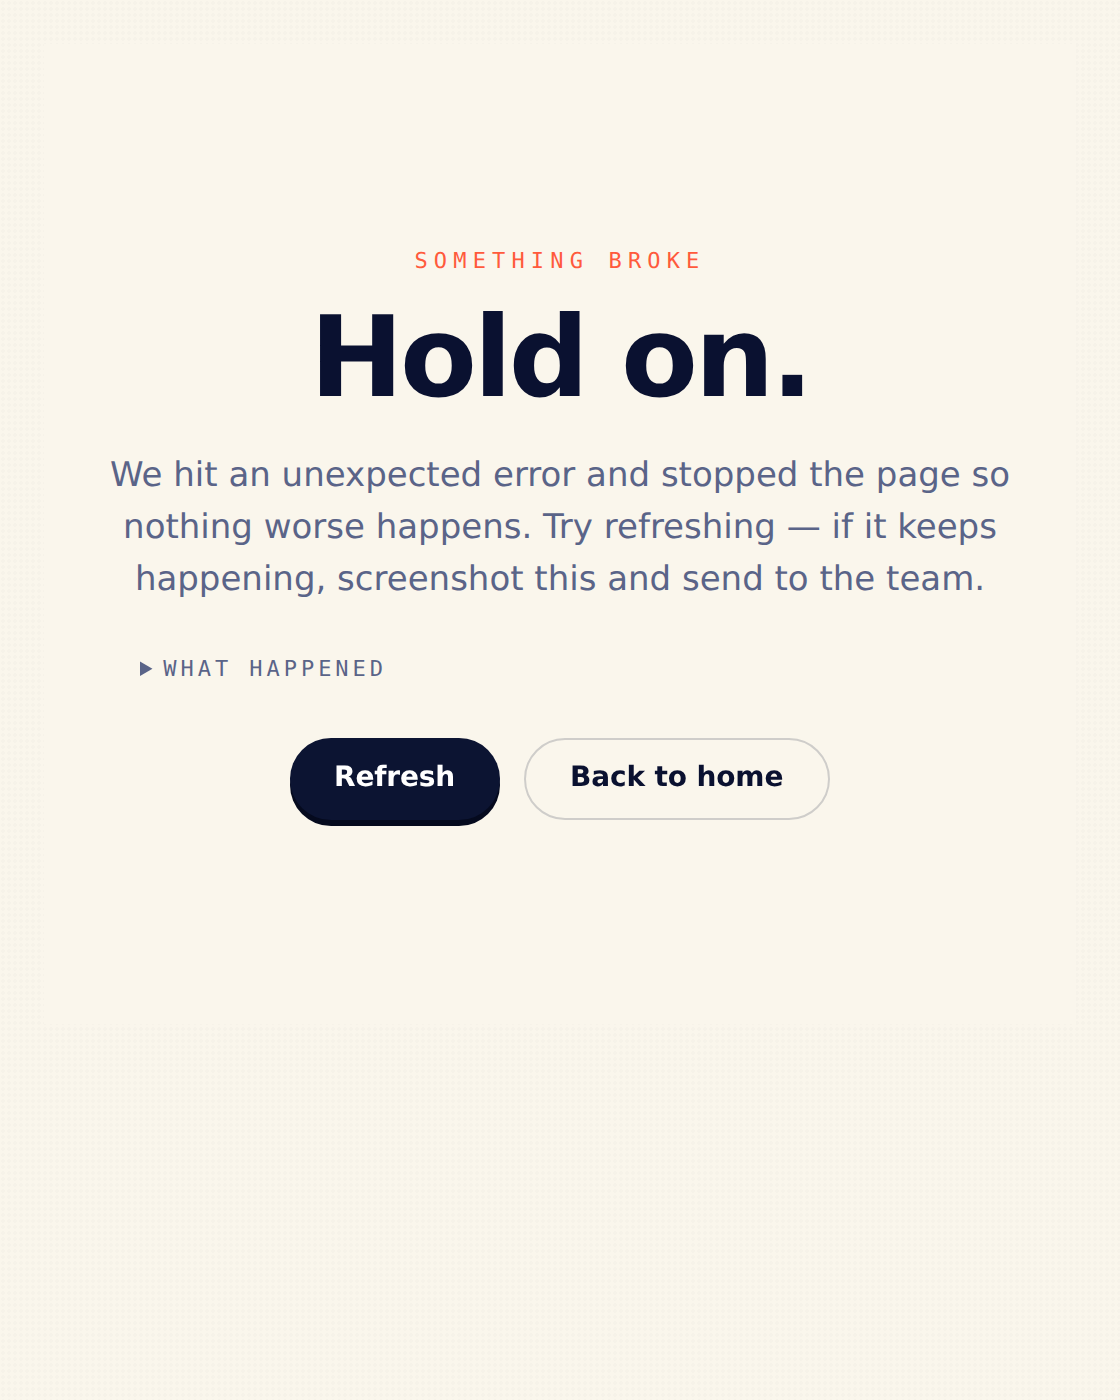 SOMETHING BROKE
Hold on.
We hit an unexpected error and stopped the page so
nothing worse happens. Try refreshing — if it keeps
happening, screenshot this and send to the team.
WHAT HAPPENED
Refresh
Back to home